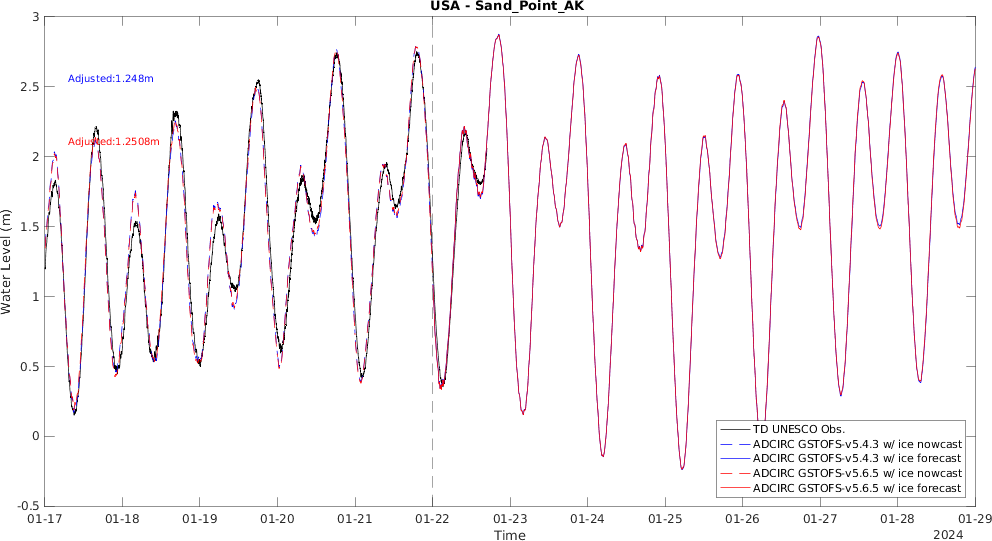 USA - Sand_Point_AK
3
2.5
2
1.5
1
0.5
0
-0.5
Water Level (m)
Adjusted:1.248m
Adjusted:1.2508m
TD UNESCO Obs.
ADCIRC GSTOFS-v5.4.3 w/ ice nowcast
ADCIRC GSTOFS-v5.4.3 w/ ice forecast
ADCIRC GSTOFS-v5.6.5 w/ ice nowcast
ADCIRC GSTOFS-v5.6.5 w/ ice forecast
01-17 01-18 01-19 01-20 01-21 01-22 01-23 01-24 01-25 01-26 01-27 01-28 01-29
Time
2024